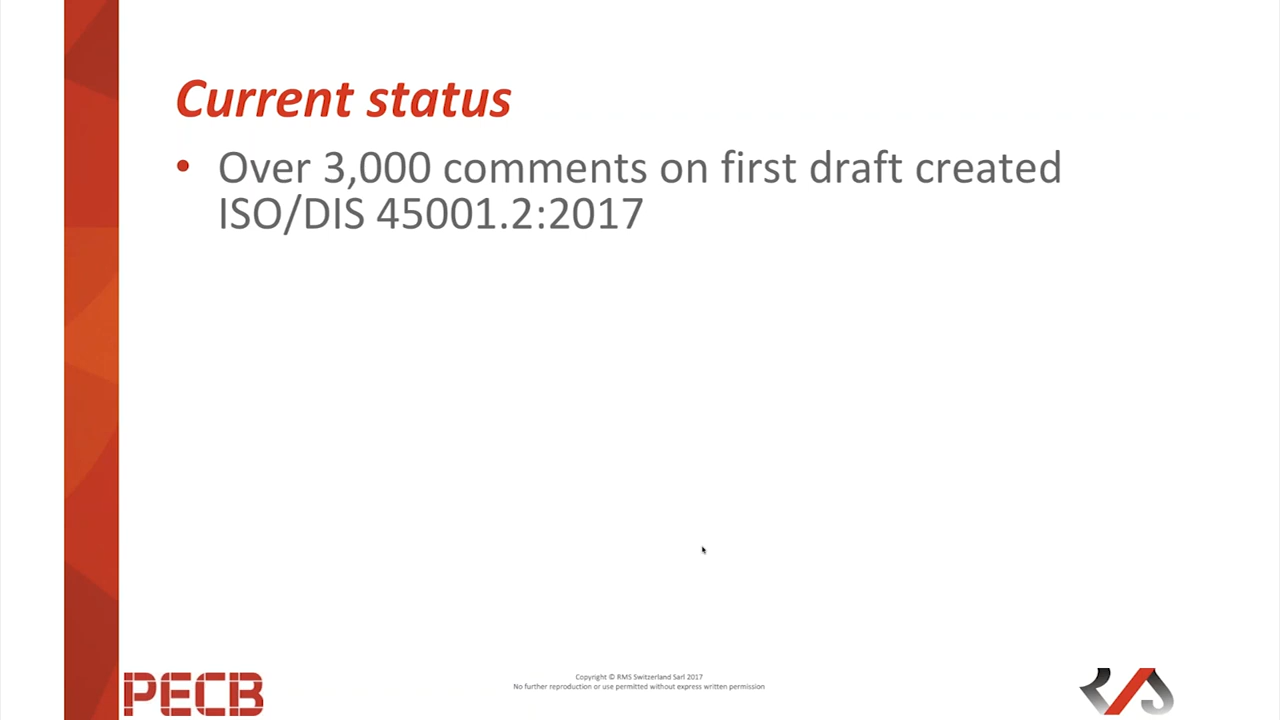 Current status
• Over 3,000 comments on first draft created
ISO/DIS 45001.2:2017
PECB
Copyright © RMS Switzerland Sarl 2017
No further reproduction or use permitted without express written permission